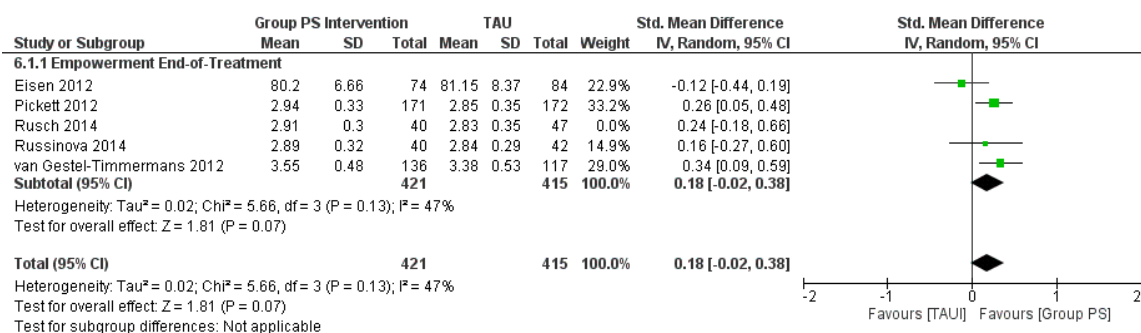 Group PS Intervention TAU Std. Mean Difference Std. Mean Difference
Study or Subgroup Mean SD Total Mean SD Total Weight IV, Random, 95% CI IV, Random, 95% CI
6.1.1 Empowerment End-of-Treatment
Eisen 2012 80.2 6.66 74 81.15 8.37 84 22.9% -0.12 [-0.44, 0.19]
Pickett 2012 2.94 0.33 171 2.85 0.35 172 33.2% 0.26 [0.05, 0.48]
Rusch 2014 2.91 0.3 40 2.83 0.35 47 0.0% 0.24 [-0.18, 0.66]
Russinova 2014 2.89 0.32 40 2.84 0.29 42 14.9% 0.16 [-0.27, 0.60]
van Gestel-Timmermans 2012 3.55 0.48 136 3.38 0.53 117 29.0% 0.34 [0.09, 0.59]
Subtotal (95% CI) 421 415 100.0% 0.18 [-0.02, 0.38]
Heterogeneity: Tau² = 0.02; Chi² = 5.66, df = 3 (P = 0.13); I² = 47%
Test for overall effect: Z = 1.81 (P = 0.07)
Total (95% CI) 421 415 100.0% 0.18 [-0.02, 0.38]
Heterogeneity: Tau² = 0.02; Chi² = 5.66, df = 3 (P = 0.13); I² = 47%
Test for overall effect: Z = 1.81 (P = 0.07)
Test for subgroup differences: Not applicable
-2 -1 0 1 2
Favours [TAUI] Favours [Group PS]